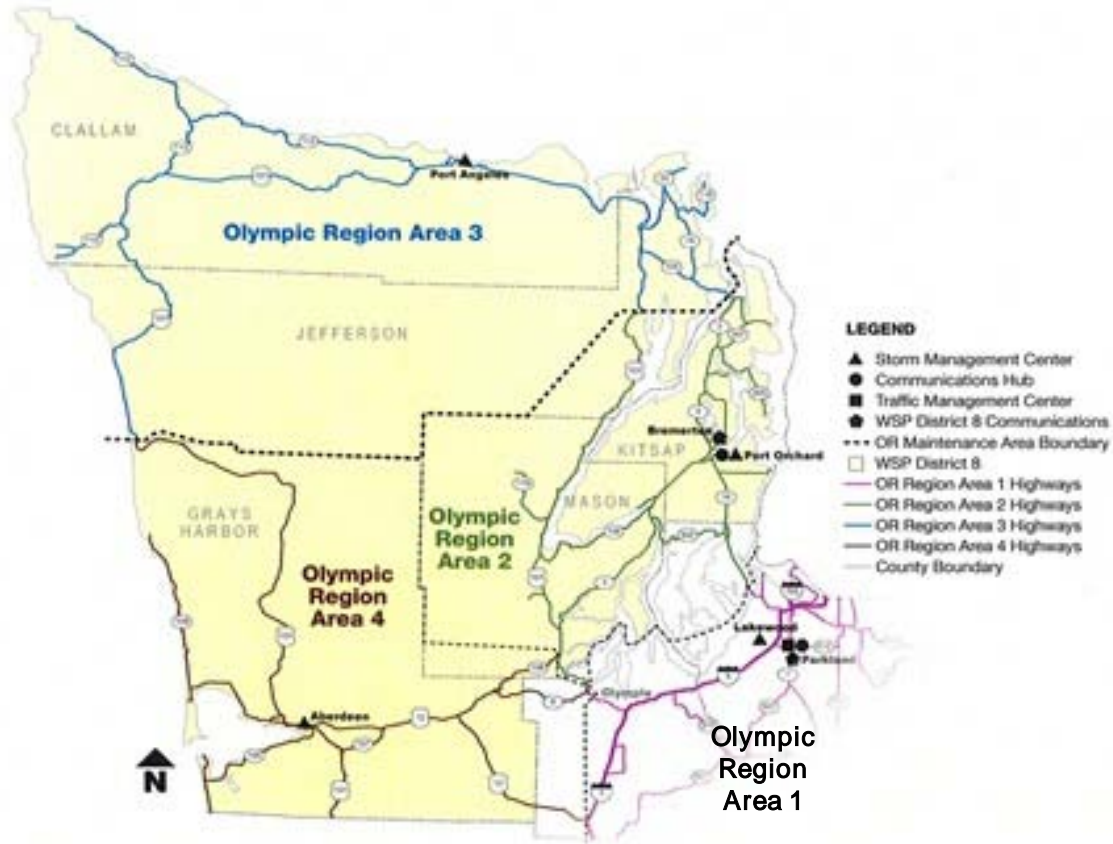 CLALLAM
Port Angeles
Olympic Region Area 3
JEFFERSON
LEGEND
Storm Management Center
Communications Hub
Traffic Management Center
WSP District 8 Communications
OR Maintenance Area Boundary
WSP District 8
OR Region Area 1 Highways
OR Region Area 2 Highways
OR Region Area 3 Highways
OR Region Area 4 Highways
County Boundary
Bremerton
KITSAP
Port Orchard
MASON
GRAYS
HARBOR
Olympic
Region
Area 2
Olympic
Region
Area 4
Lakewood
Parkland
Olympia
Aberdeen
12
Olympic
Region
Area 1
N